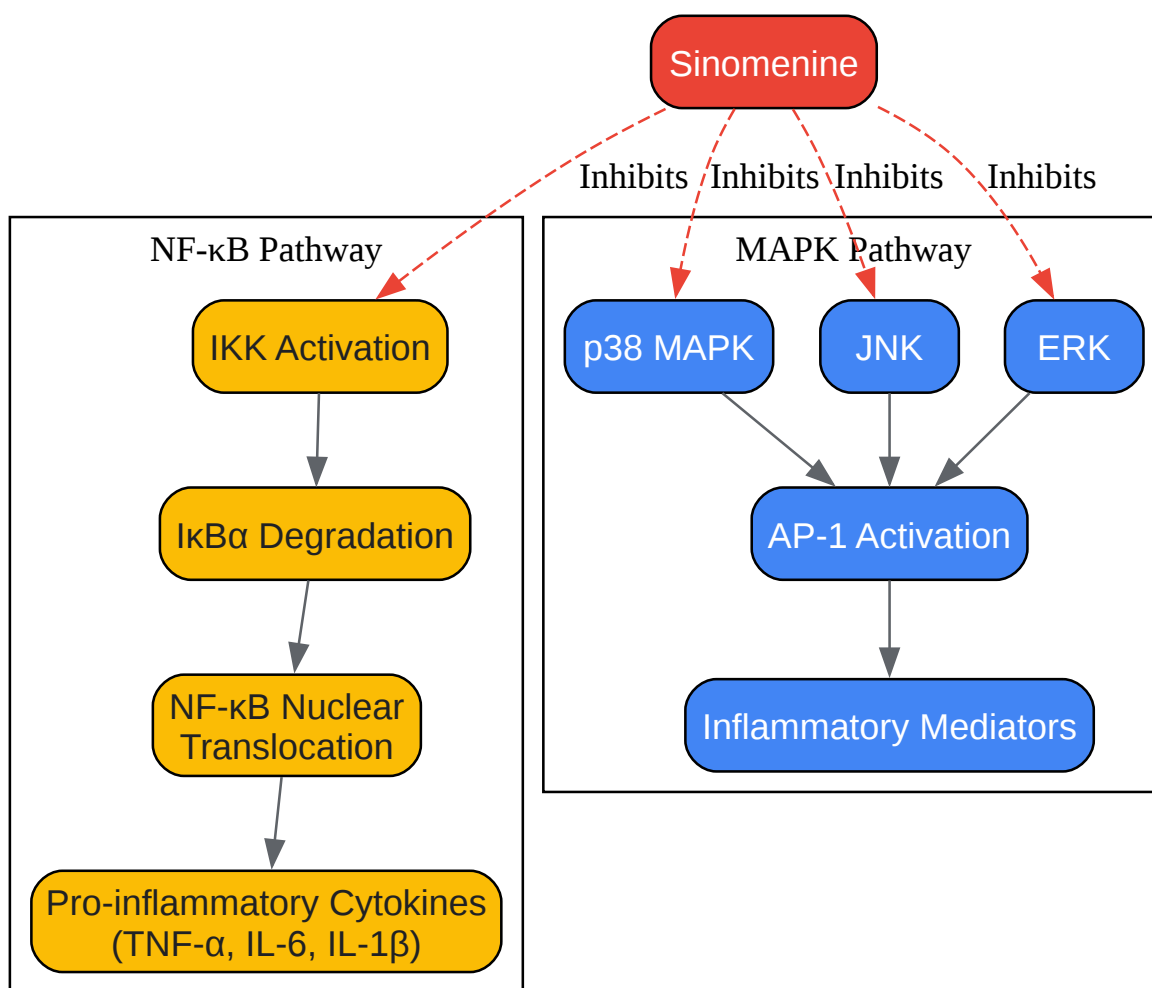 Sinomenine
Inhibits
Inhibits
Inhibits
Inhibits
NF-κB Pathway
MAPK Pathway
IKK Activation
p38 MAPK
JNK
ERK
IκBα Degradation
AP-1 Activation
NF-κB Nuclear
Translocation
Inflammatory Mediators
Pro-inflammatory Cytokines
(TNF-α, IL-6, IL-1β)